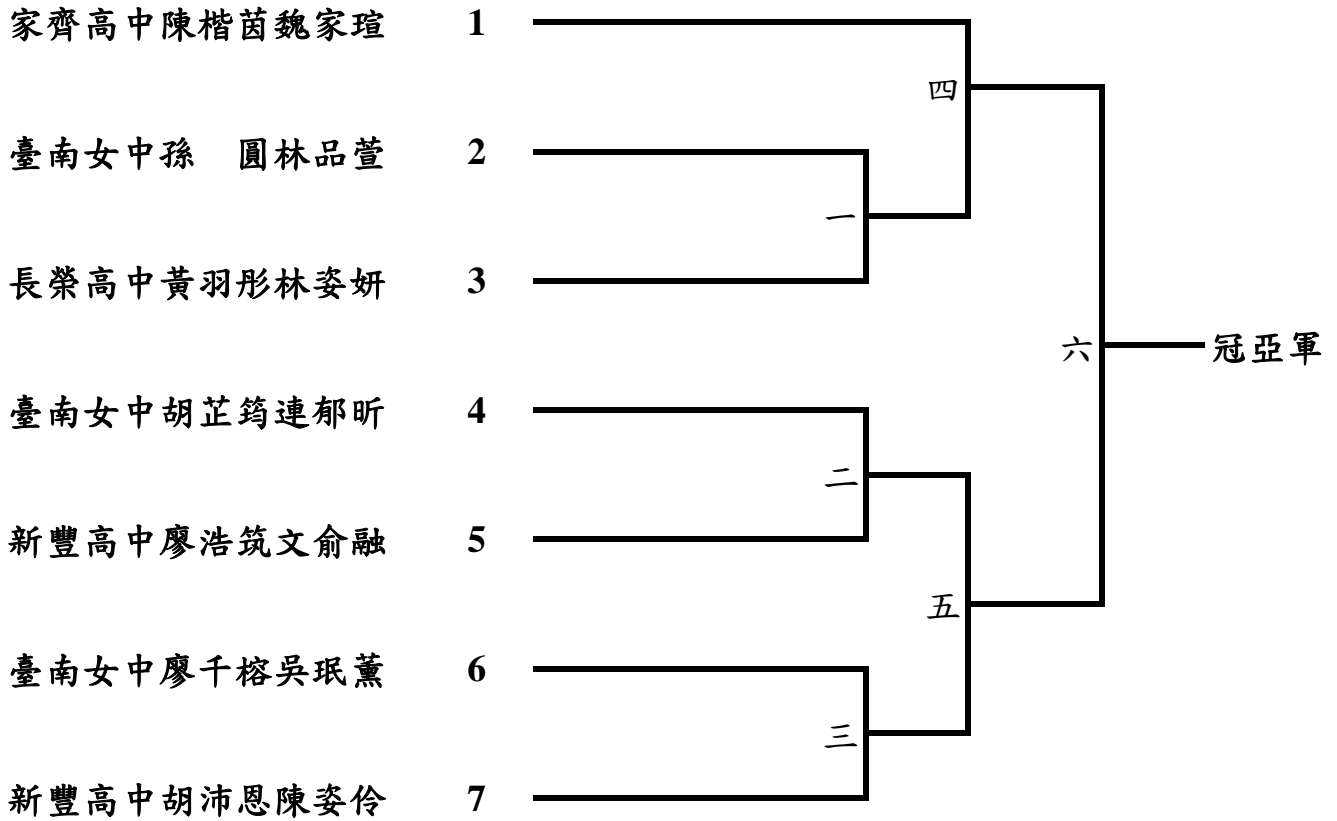 家齊高中陳楷茵魏家瑄 1
四
臺南女中孫　圓林品萱 2
一
長榮高中黃羽彤林姿妍 3
六 冠亞軍
臺南女中胡芷筠連郁昕 4
二
新豐高中廖浩筑文俞融 5
五
臺南女中廖千榕吳珉薰 6
三
新豐高中胡沛恩陳姿伶 7